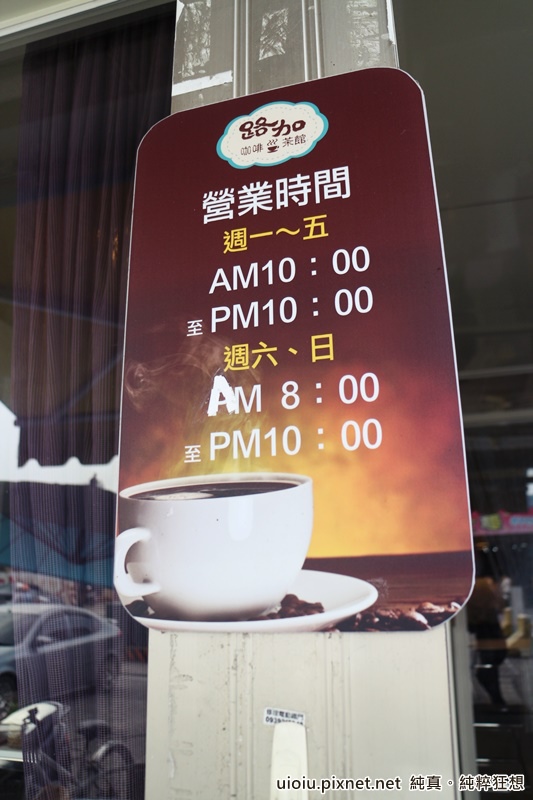 路加
咖啡 茶館
營業時間
週一～五
AM10：00
至 PM10：00
週六、日
AM 8：00
至 PM10：00
uioiu.pixnet.net 純真。純粹狂想